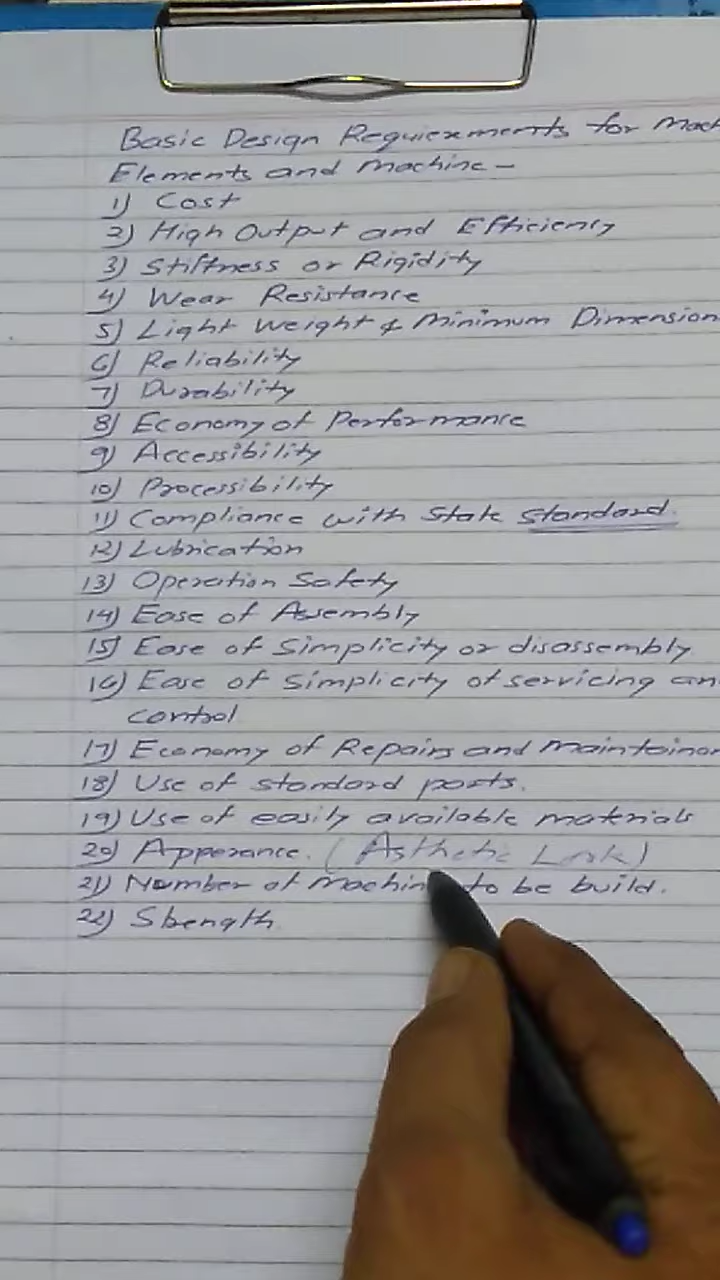 Basic Design Requirements for Mach
Elements and Machine -
1) Cost
2) High Output and Efficiency
3) Stiffness or Rigidity
4) Wear Resistance
5) Light Weight & Minimum Dimension
6) Reliability
7) Durability
8) Economy of Performance
9) Accessibility
10) Processibility
11) Compliance with State Standard.
12) Lubrication
13) Operation Safety
14) Ease of Assembly
15) Ease of Simplicity or disassembly
16) Ease of Simplicity of servicing an
control
17) Economy of Repairs and Maintainan
18) Use of standard parts.
19) Use of easily available materials
20) Apperance. (Asthetic Look)
21) Number of Machin to be build.
22) Strength